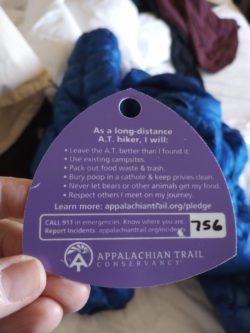 As a long-distance
A.T. hiker, I will:
• Leave the A.T. better than I found it.
• Use existing campsites.
• Pack out food waste & trash.
• Bury poop in a cathole & keep privies clean.
• Never let bears or other animals get my food.
• Respect others I meet on my journey.
Learn more: appalachiantrail.org/pledge
CALL 911 in emergencies. Know where you are.
Report Incidents: appalachiantrail.org/incidents
756
APPALACHIAN TRAIL
CONSERVANCY